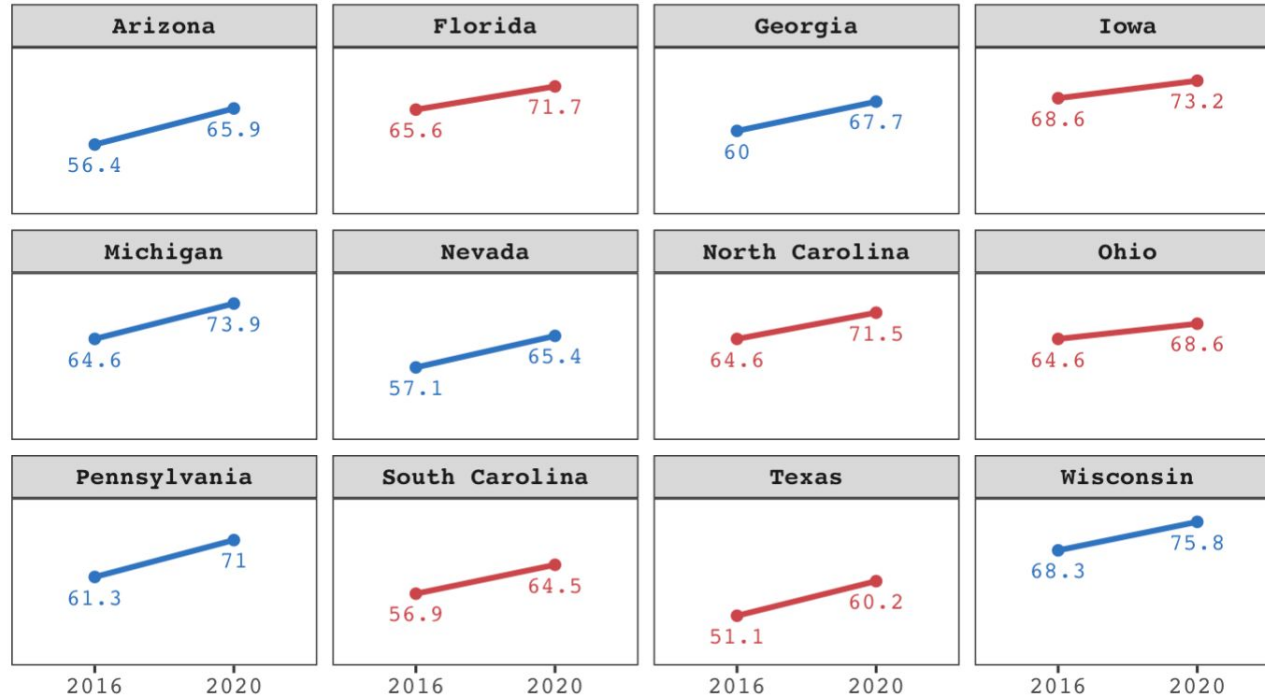 Arizona
Florida
Georgia
Iowa
56.4
65.9
65.6
71.7
60
67.7
68.6
73.2
Michigan
Nevada
North Carolina
Ohio
64.6
73.9
57.1
65.4
64.6
71.5
64.6
68.6
Pennsylvania
South Carolina
Texas
Wisconsin
61.3
71
56.9
64.5
51.1
60.2
68.3
75.8
2016
2020
2016
2020
2016
2020
2016
2020